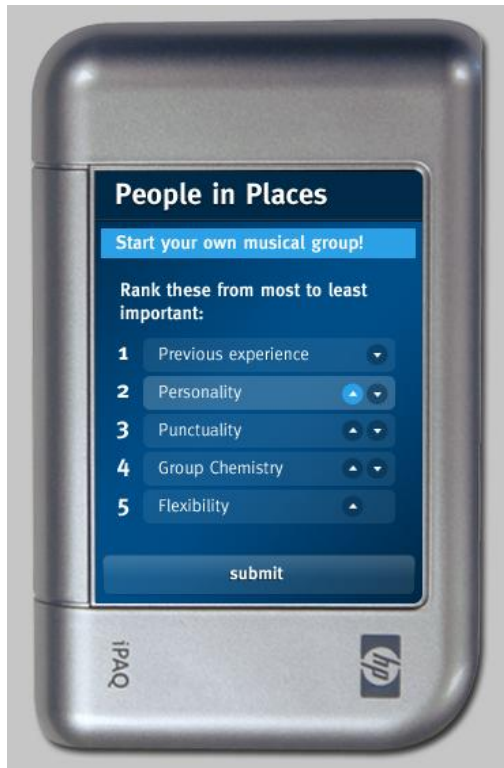 People in Places
Start your own musical group!
Rank these from most to least
important:
1 Previous experience
2 Personality
3 Punctuality
4 Group Chemistry
5 Flexibility
submit
iPAQ
hp